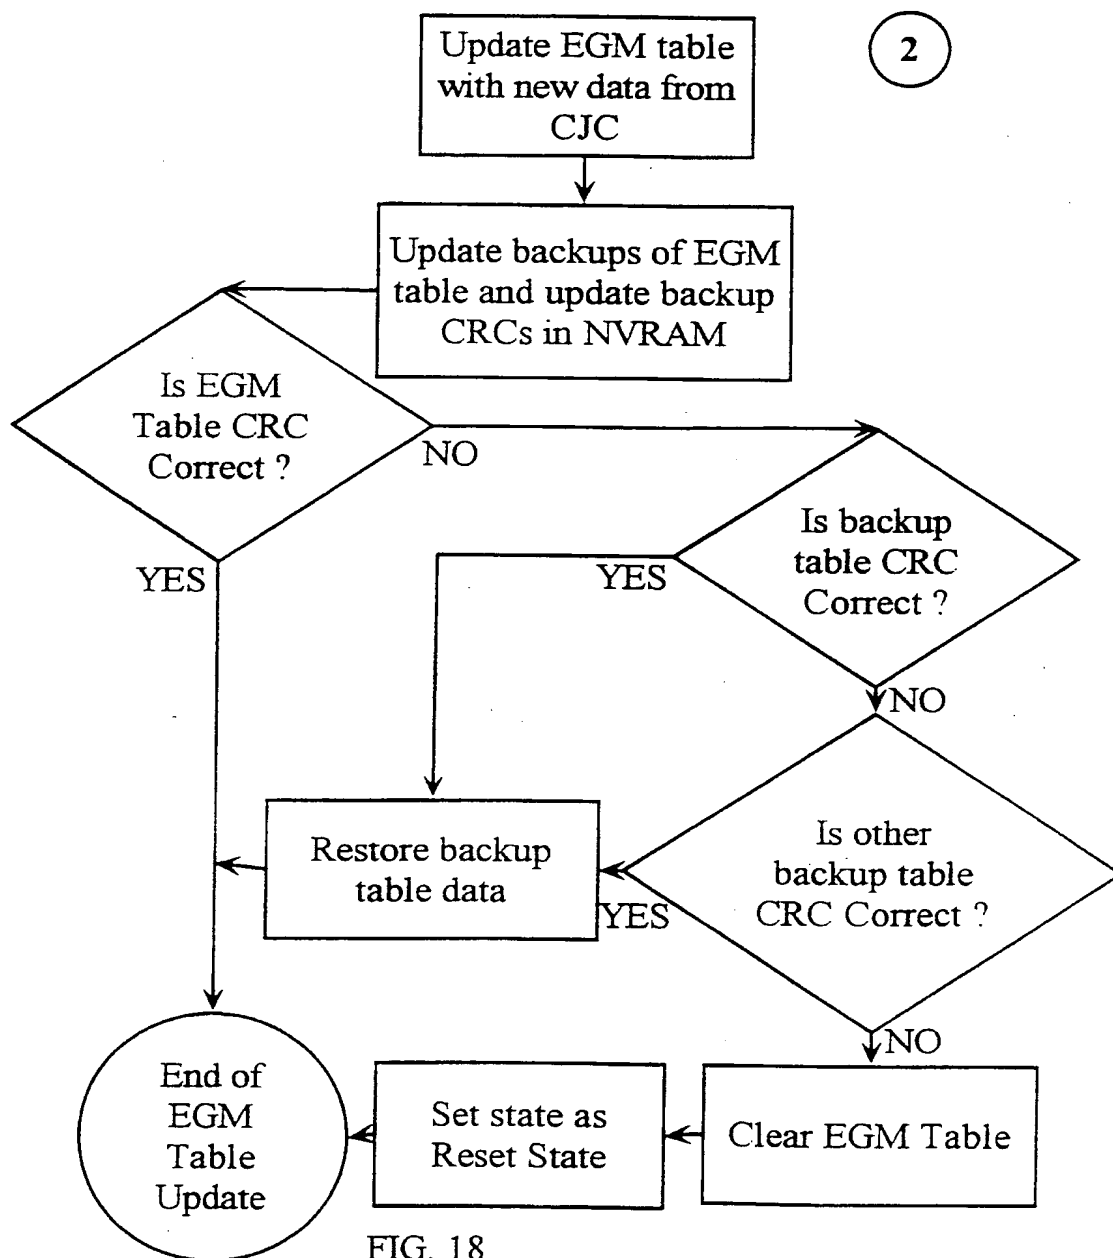 Update EGM table
with new data from
CJC
2
Update backups of EGM
table and update backup
CRCs in NVRAM
Is EGM
Table CRC
Correct ?
NO
YES
Is backup
table CRC
Correct ?
YES
NO
Restore backup
table data
Is other
backup table
CRC Correct ?
YES
NO
End of
EGM
Table
Update
Set state as
Reset State
Clear EGM Table
FIG. 18